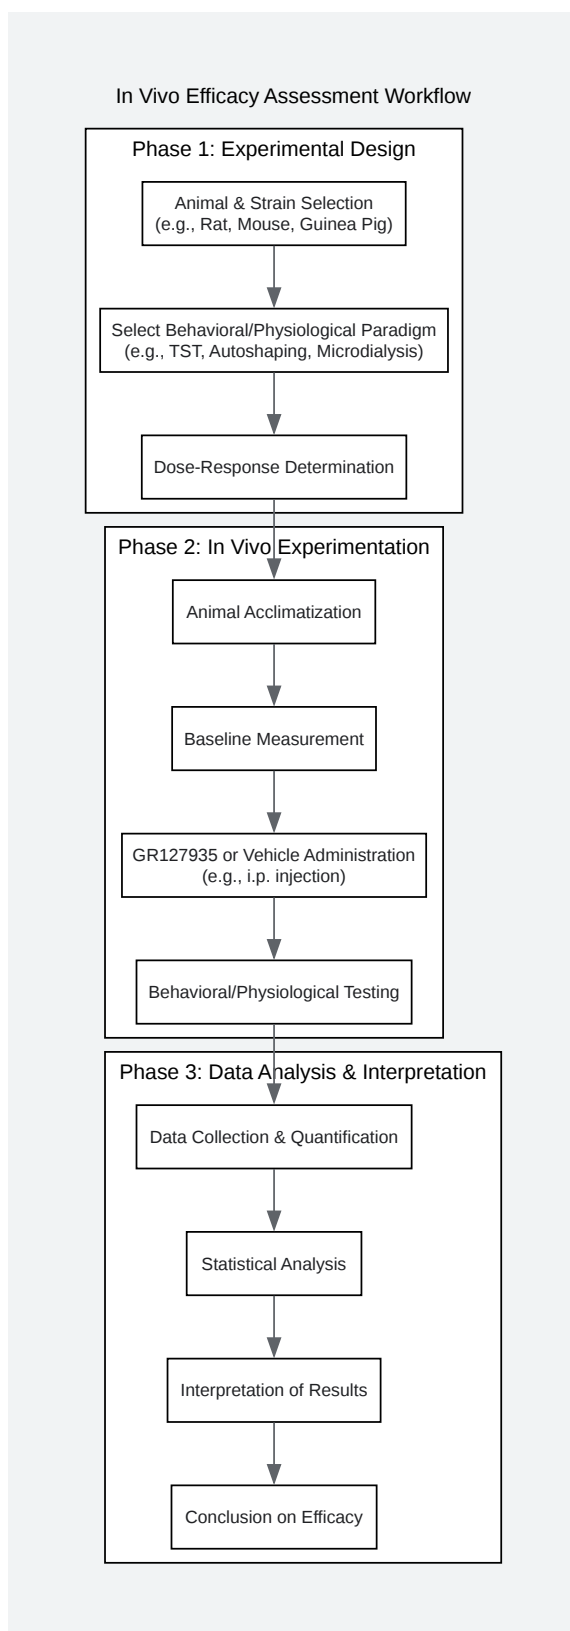 In Vivo Efficacy Assessment Workflow
Phase 1: Experimental Design
Animal & Strain Selection
(e.g., Rat, Mouse, Guinea Pig)
Select Behavioral/Physiological Paradigm
(e.g., TST, Autoshaping, Microdialysis)
Dose-Response Determination
Phase 2: In Vivo Experimentation
Animal Acclimatization
Baseline Measurement
GR127935 or Vehicle Administration
(e.g., i.p. injection)
Behavioral/Physiological Testing
Phase 3: Data Analysis & Interpretation
Data Collection & Quantification
Statistical Analysis
Interpretation of Results
Conclusion on Efficacy